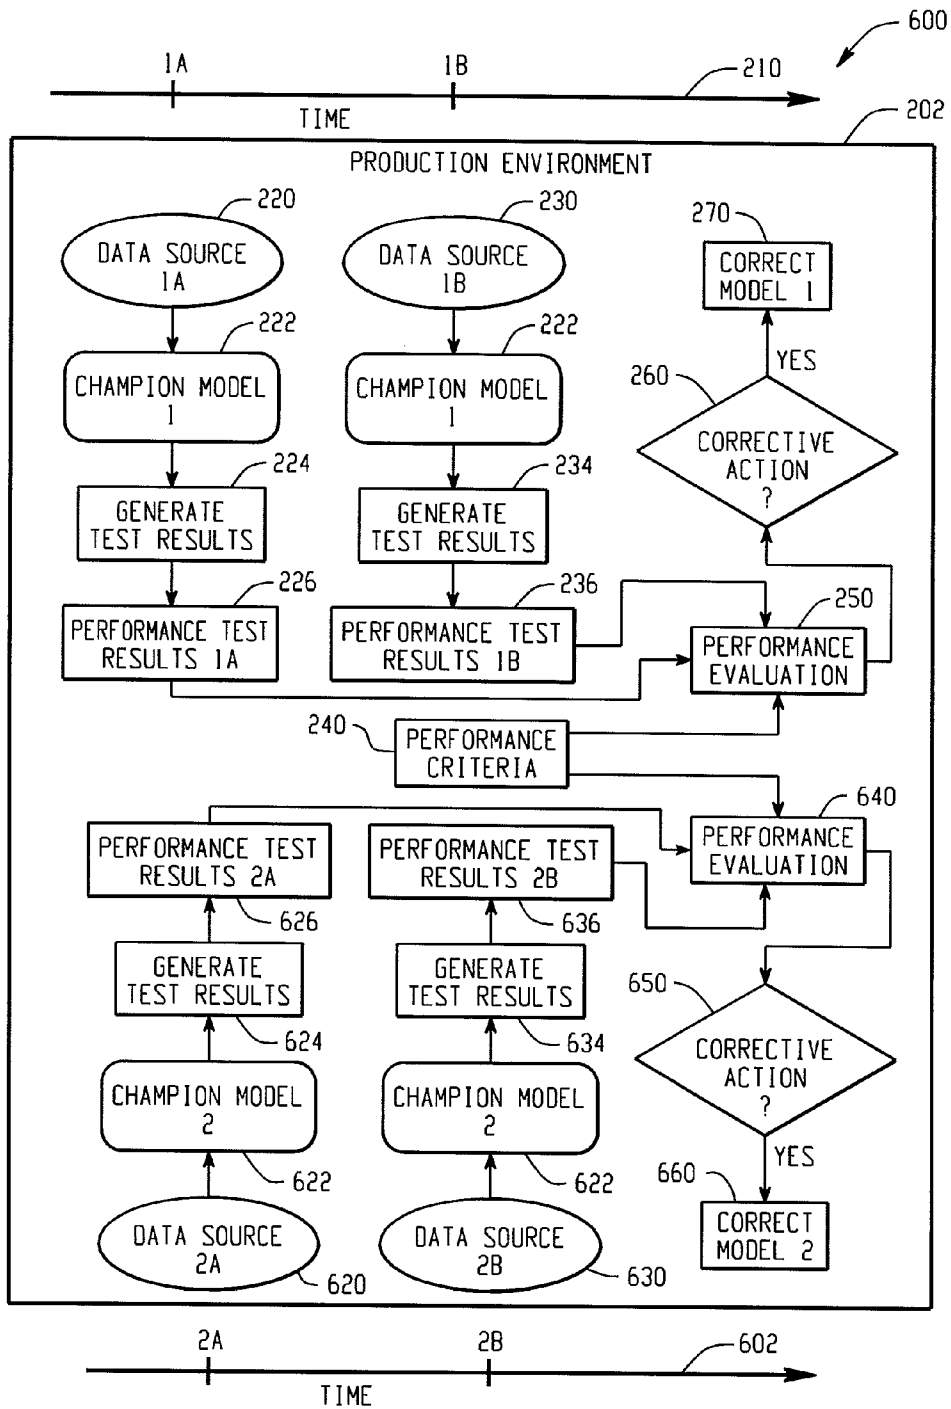 600
1A
1B
210
TIME
202
PRODUCTION ENVIRONMENT
220
230
270
DATA SOURCE
1A
DATA SOURCE
1B
CORRECT
MODEL 1
222
222
YES
260
CHAMPION MODEL
1
CHAMPION MODEL
1
CORRECTIVE
ACTION
?
224
234
GENERATE
TEST RESULTS
GENERATE
TEST RESULTS
226
236
250
PERFORMANCE TEST
RESULTS 1A
PERFORMANCE TEST
RESULTS 1B
PERFORMANCE
EVALUATION
240
PERFORMANCE
CRITERIA
640
PERFORMANCE TEST
RESULTS 2A
PERFORMANCE TEST
RESULTS 2B
PERFORMANCE
EVALUATION
626
636
GENERATE
TEST RESULTS
GENERATE
TEST RESULTS
650
624
634
CORRECTIVE
ACTION
?
CHAMPION MODEL
2
CHAMPION MODEL
2
YES
622
622
660
DATA SOURCE
2A
DATA SOURCE
2B
CORRECT
MODEL 2
620
630
2A
2B
602
TIME